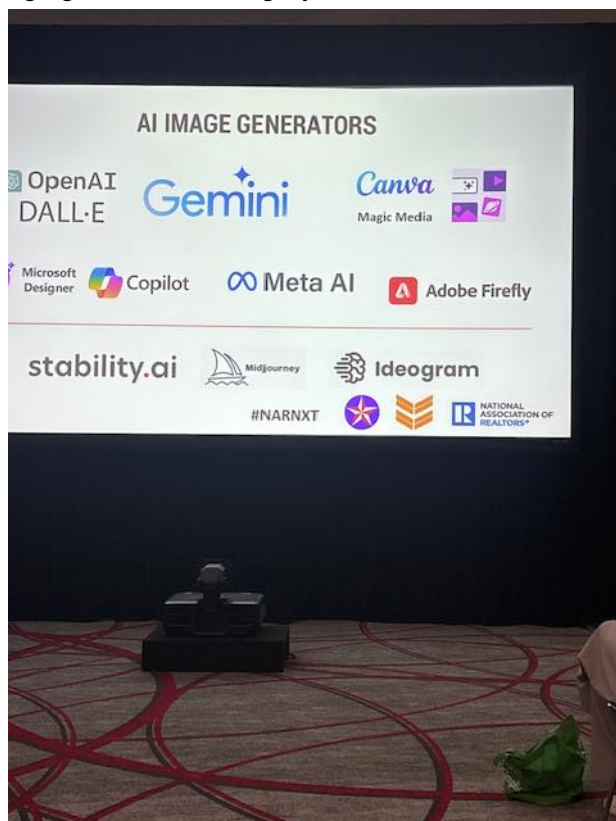 AI IMAGE GENERATORS
OpenAI
DALL·E
Gemini
Canva
Magic Media
Microsoft
Designer
Copilot
Meta AI
Adobe Firefly
stability.ai
Midjourney
Ideogram
#NARNXT
R
NATIONAL
ASSOCIATION OF
REALTORS®